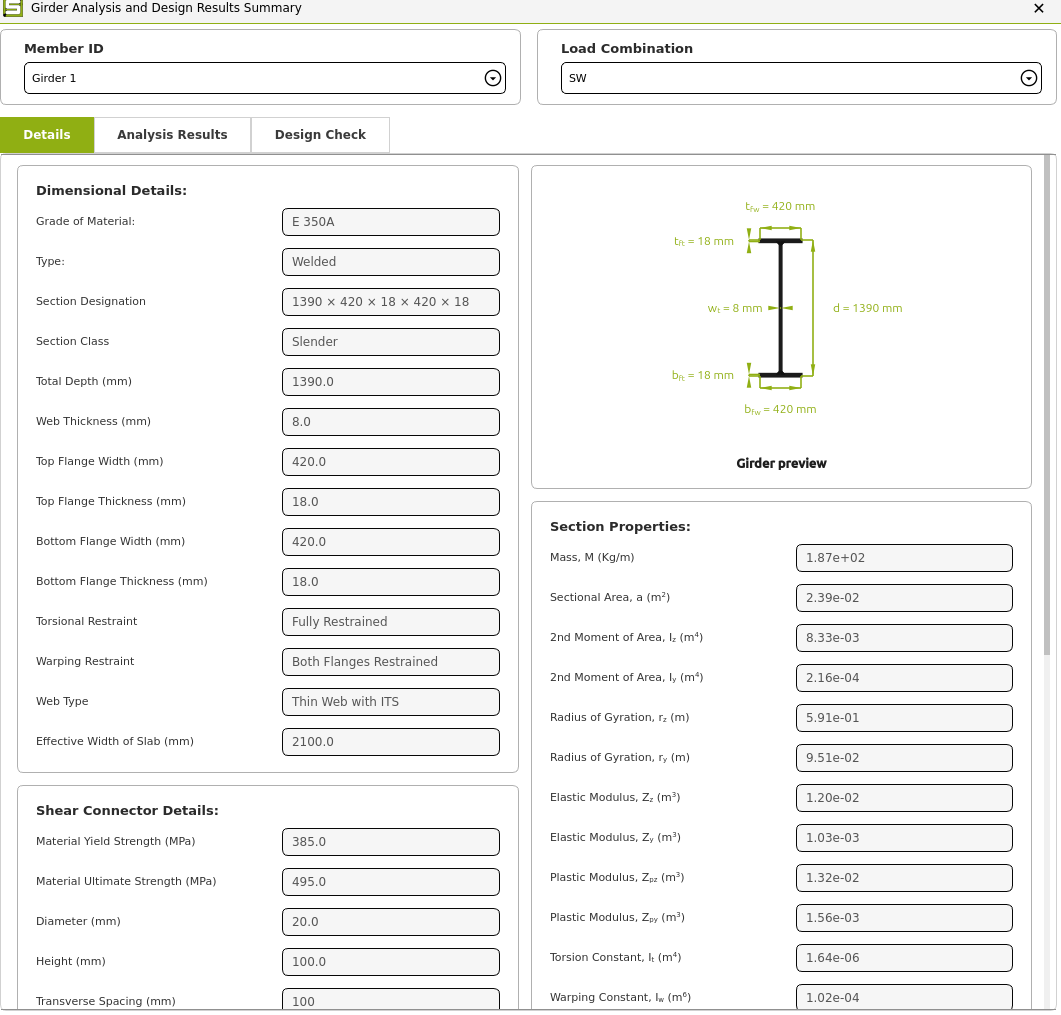 Girder Analysis and Design Results Summary
Member ID
Girder 1
Load Combination
SW
Details
Analysis Results
Design Check
Dimensional Details:
Grade of Material: E 350A
Type: Welded
Section Designation 1390 × 420 × 18 × 420 × 18
Section Class Slender
Total Depth (mm) 1390.0
Web Thickness (mm) 8.0
Top Flange Width (mm) 420.0
Top Flange Thickness (mm) 18.0
Bottom Flange Width (mm) 420.0
Bottom Flange Thickness (mm) 18.0
Torsional Restraint Fully Restrained
Warping Restraint Both Flanges Restrained
Web Type Thin Web with ITS
Effective Width of Slab (mm) 2100.0
Shear Connector Details:
Material Yield Strength (MPa) 385.0
Material Ultimate Strength (MPa) 495.0
Diameter (mm) 20.0
Height (mm) 100.0
Transverse Spacing (mm) 100
t_fw = 420 mm
t_ft = 18 mm
w_t = 8 mm
d = 1390 mm
b_ft = 18 mm
b_fw = 420 mm
Girder preview
Section Properties:
Mass, M (Kg/m) 1.87e+02
Sectional Area, a (m²) 2.39e-02
2nd Moment of Area, I_z (m⁴) 8.33e-03
2nd Moment of Area, I_y (m⁴) 2.16e-04
Radius of Gyration, r_z (m) 5.91e-01
Radius of Gyration, r_y (m) 9.51e-02
Elastic Modulus, Z_z (m³) 1.20e-02
Elastic Modulus, Z_y (m³) 1.03e-03
Plastic Modulus, Z_pz (m³) 1.32e-02
Plastic Modulus, Z_py (m³) 1.56e-03
Torsion Constant, I_t (m⁴) 1.64e-06
Warping Constant, I_w (m⁶) 1.02e-04